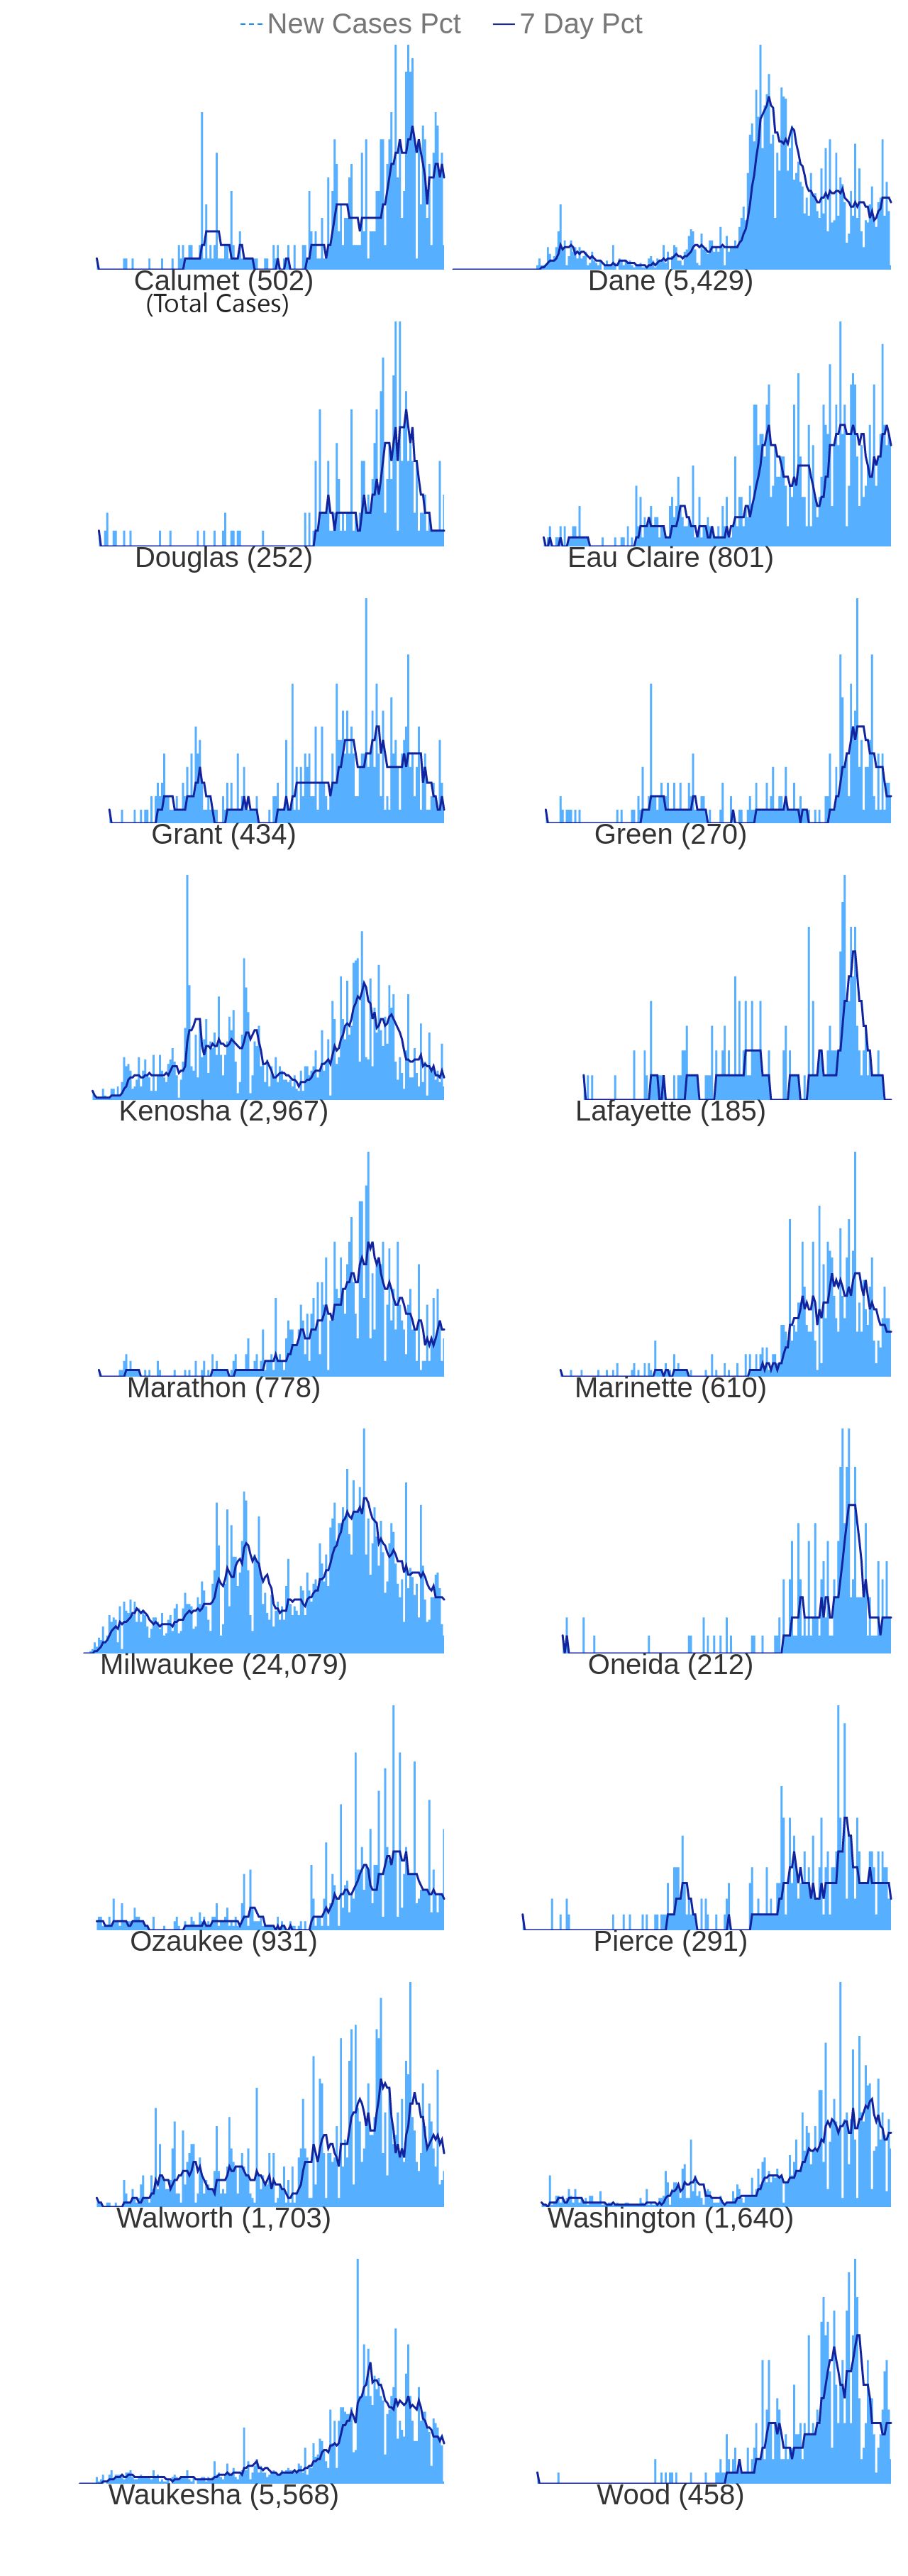 New Cases Pct 7 Day Pct
Calumet (502) Dane (5,429)
(Total Cases)
Douglas (252) Eau Claire (801)
Grant (434) Green (270)
Kenosha (2,967) Lafayette (185)
Marathon (778) Marinette (610)
Milwaukee (24,079) Oneida (212)
Ozaukee (931) Pierce (291)
Walworth (1,703) Washington (1,640)
Waukesha (5,568) Wood (458)